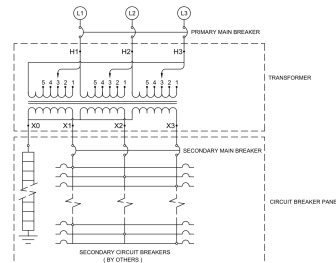 L1 L2 L3
PRIMARY MAIN BREAKER
H1 H2 H3
5 4 3 2 1 5 4 3 2 1 5 4 3 2 1
TRANSFORMER
X0 X1 X2 X3
SECONDARY MAIN BREAKER
CIRCUIT BREAKER PANE
SECONDARY CIRCUIT BREAKERS
( BY OTHERS )